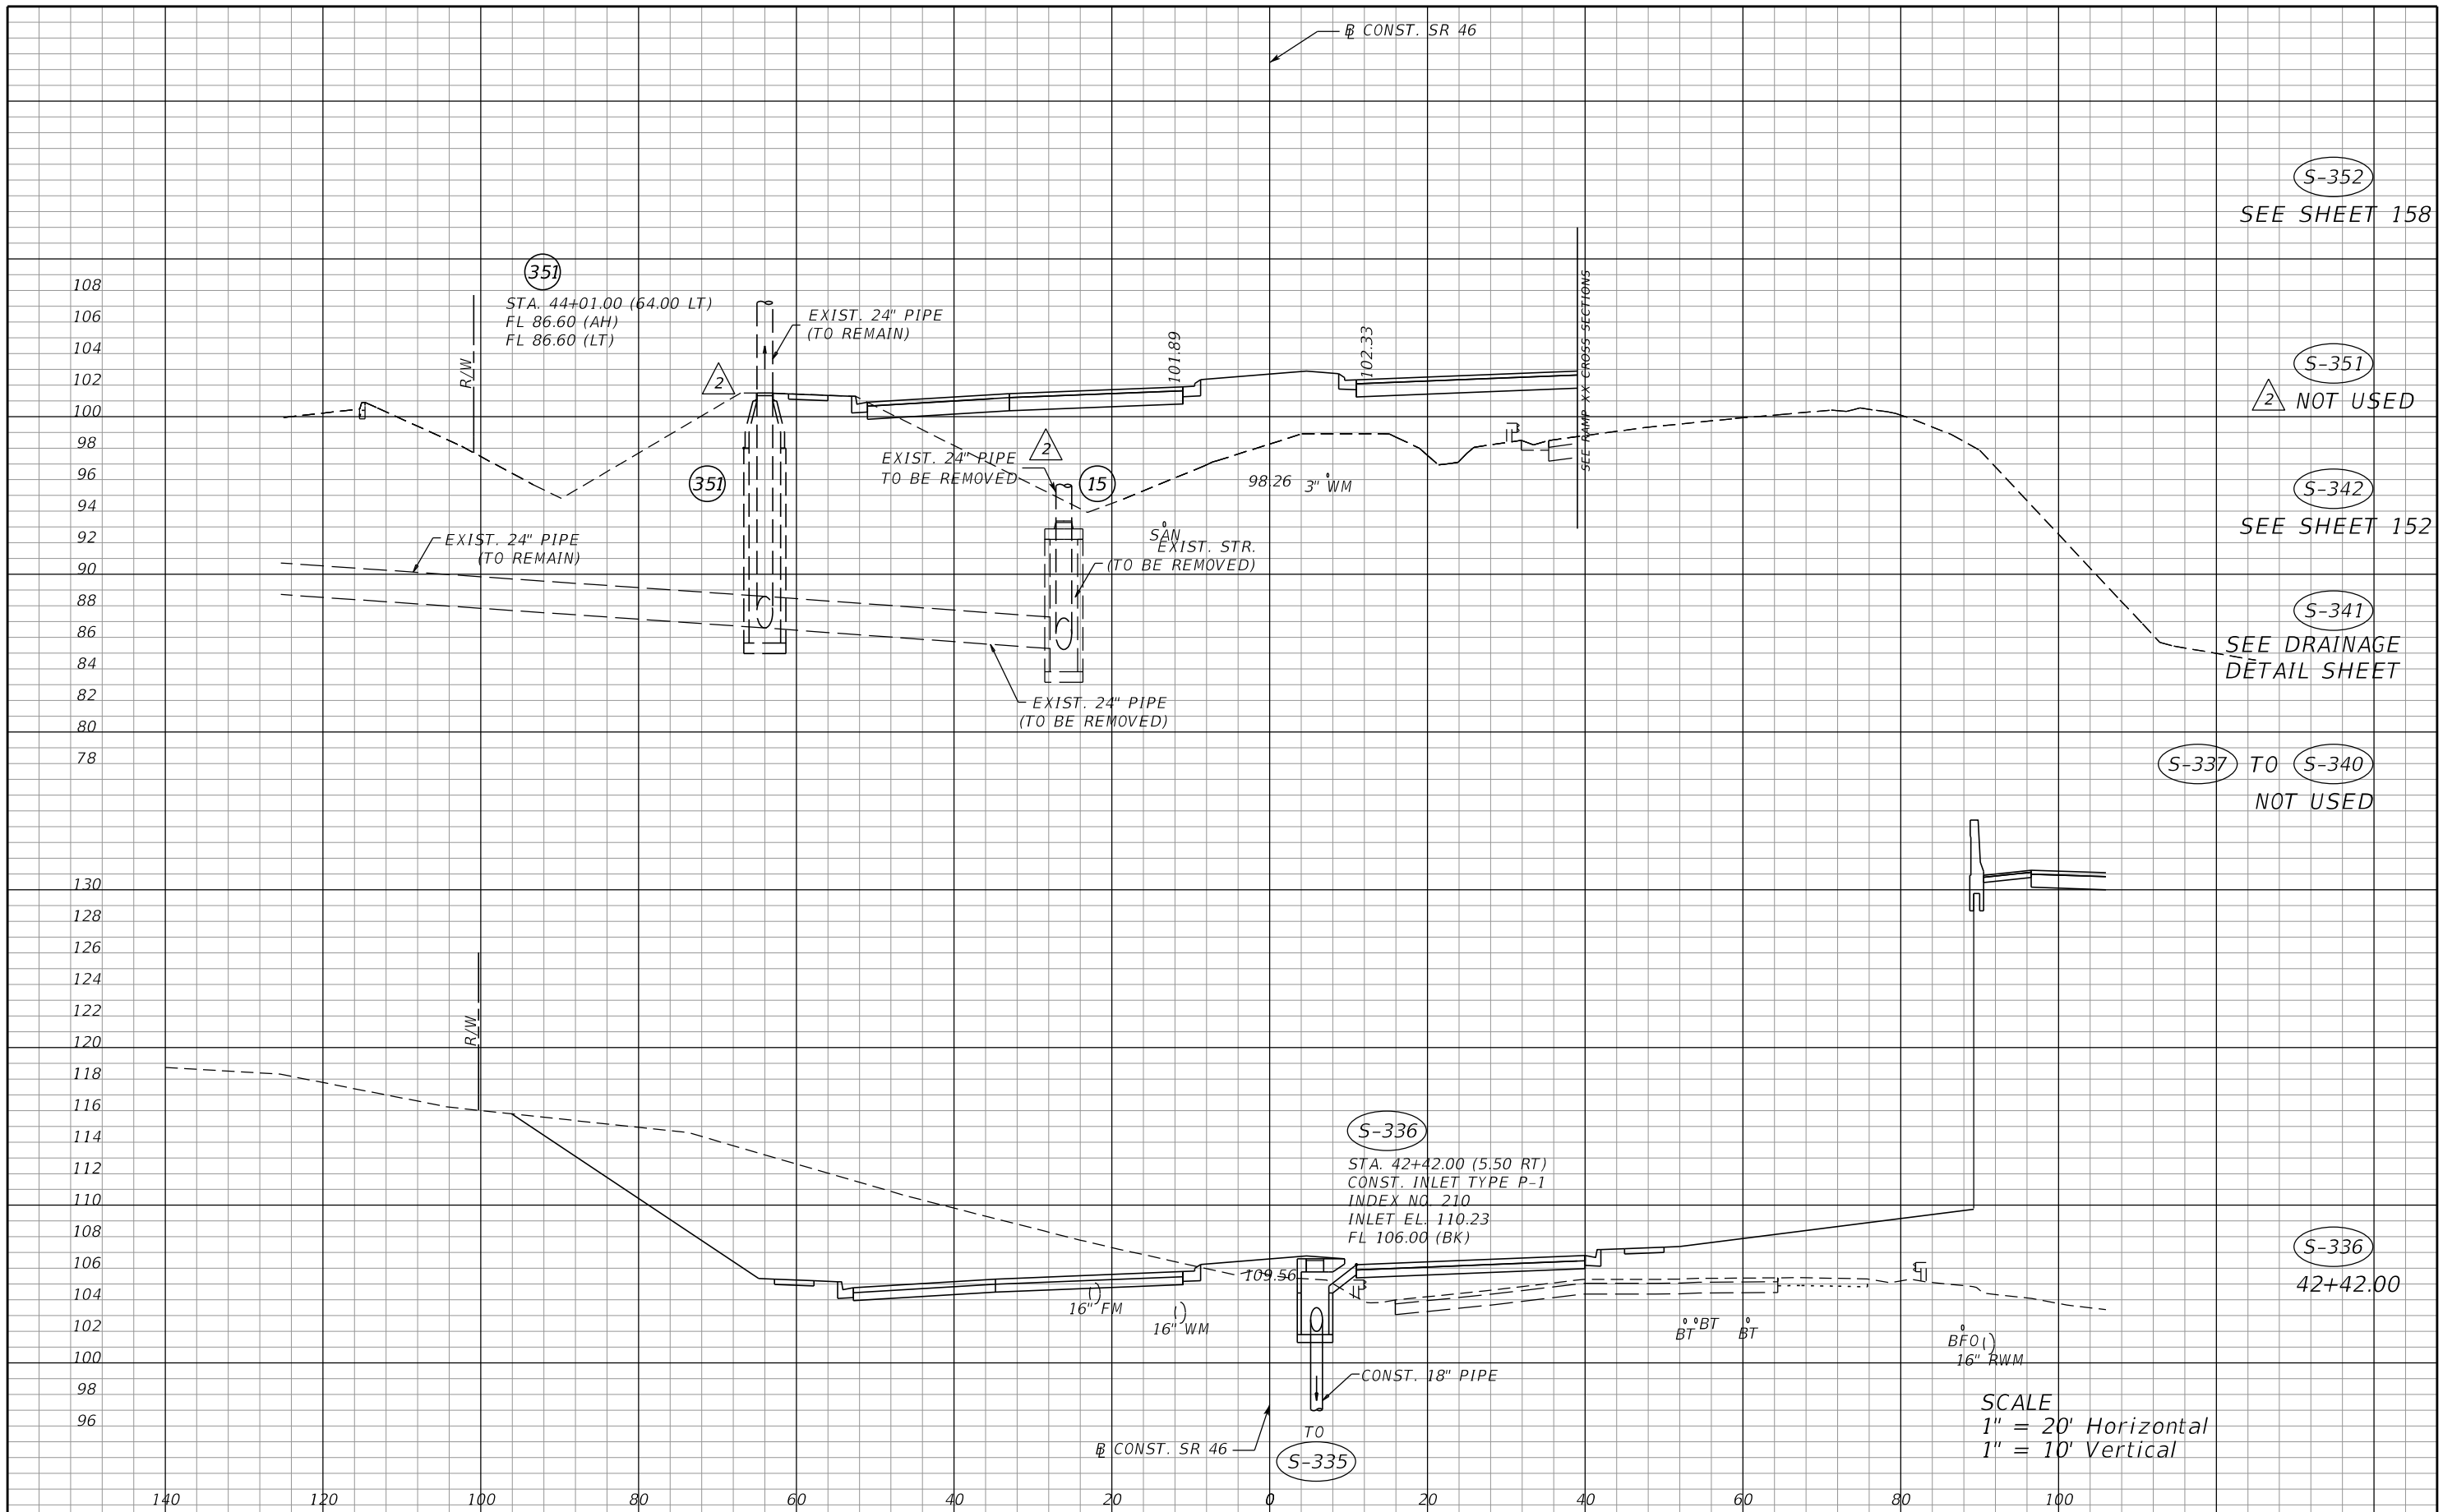 ℄ CONST. SR 46
S-352
SEE SHEET 158
351
STA. 44+01.00 (64.00 LT)
FL 86.60 (AH)
FL 86.60 (LT)
EXIST. 24" PIPE
(TO REMAIN)
R/W
2
101.89
102.33
SEE RAMP XX CROSS SECTIONS
S-351
2 NOT USED
108
106
104
102
100
98
96
94
92
90
88
86
84
82
80
78
2
EXIST. 24" PIPE
TO BE REMOVED
351
15
98.26
3" WM
S-342
SEE SHEET 152
EXIST. 24" PIPE
(TO REMAIN)
SAN
EXIST. STR.
(TO BE REMOVED)
S-341
SEE DRAINAGE
DETAIL SHEET
EXIST. 24" PIPE
(TO BE REMOVED)
S-337 TO S-340
NOT USED
130
128
126
124
122
120
118
116
114
112
110
108
106
104
102
100
98
96
R/W
S-336
STA. 42+42.00 (5.50 RT)
CONST. INLET TYPE P-1
INDEX NO. 210
INLET EL. 110.23
FL 106.00 (BK)
S-336
42+42.00
109.56
16" FM
16" WM
BT
BT
BT
BFO
16" RWM
CONST. 18" PIPE
TO
S-335
℄ CONST. SR 46
SCALE
1" = 20' Horizontal
1" = 10' Vertical
140 120 100 80 60 40 20 0 20 40 60 80 100